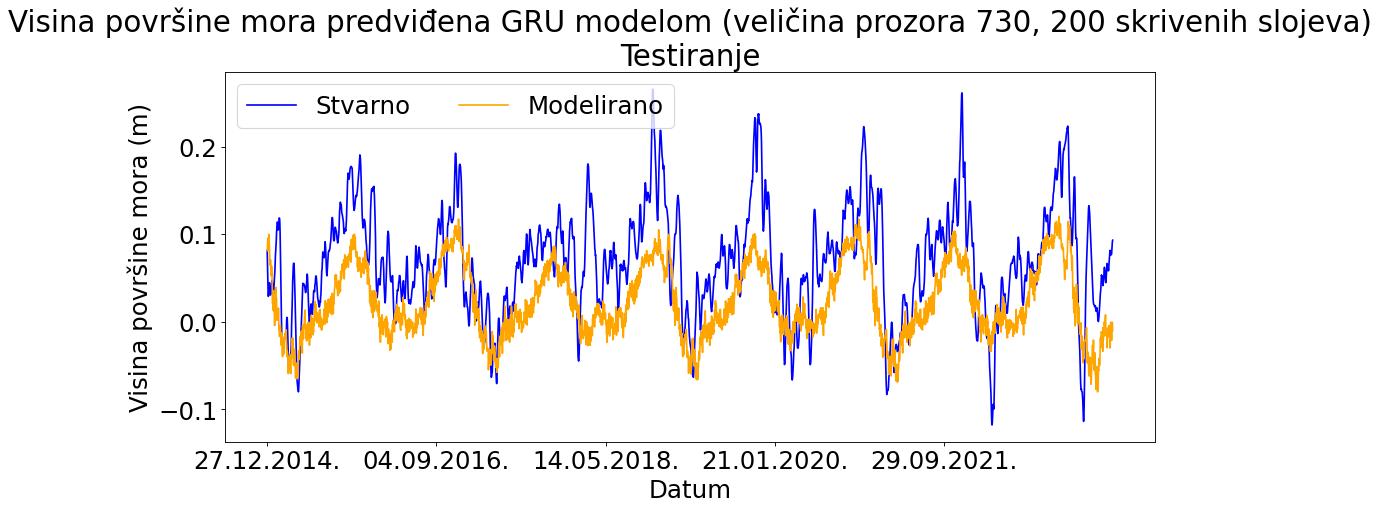 Visina površine mora predviđena GRU modelom (veličina prozora 730, 200 skrivenih slojeva)
Testiranje
Stvarno
Modelirano
Visina površine mora (m)
0.2
0.1
0.0
−0.1
27.12.2014.
04.09.2016.
14.05.2018.
21.01.2020.
29.09.2021.
Datum